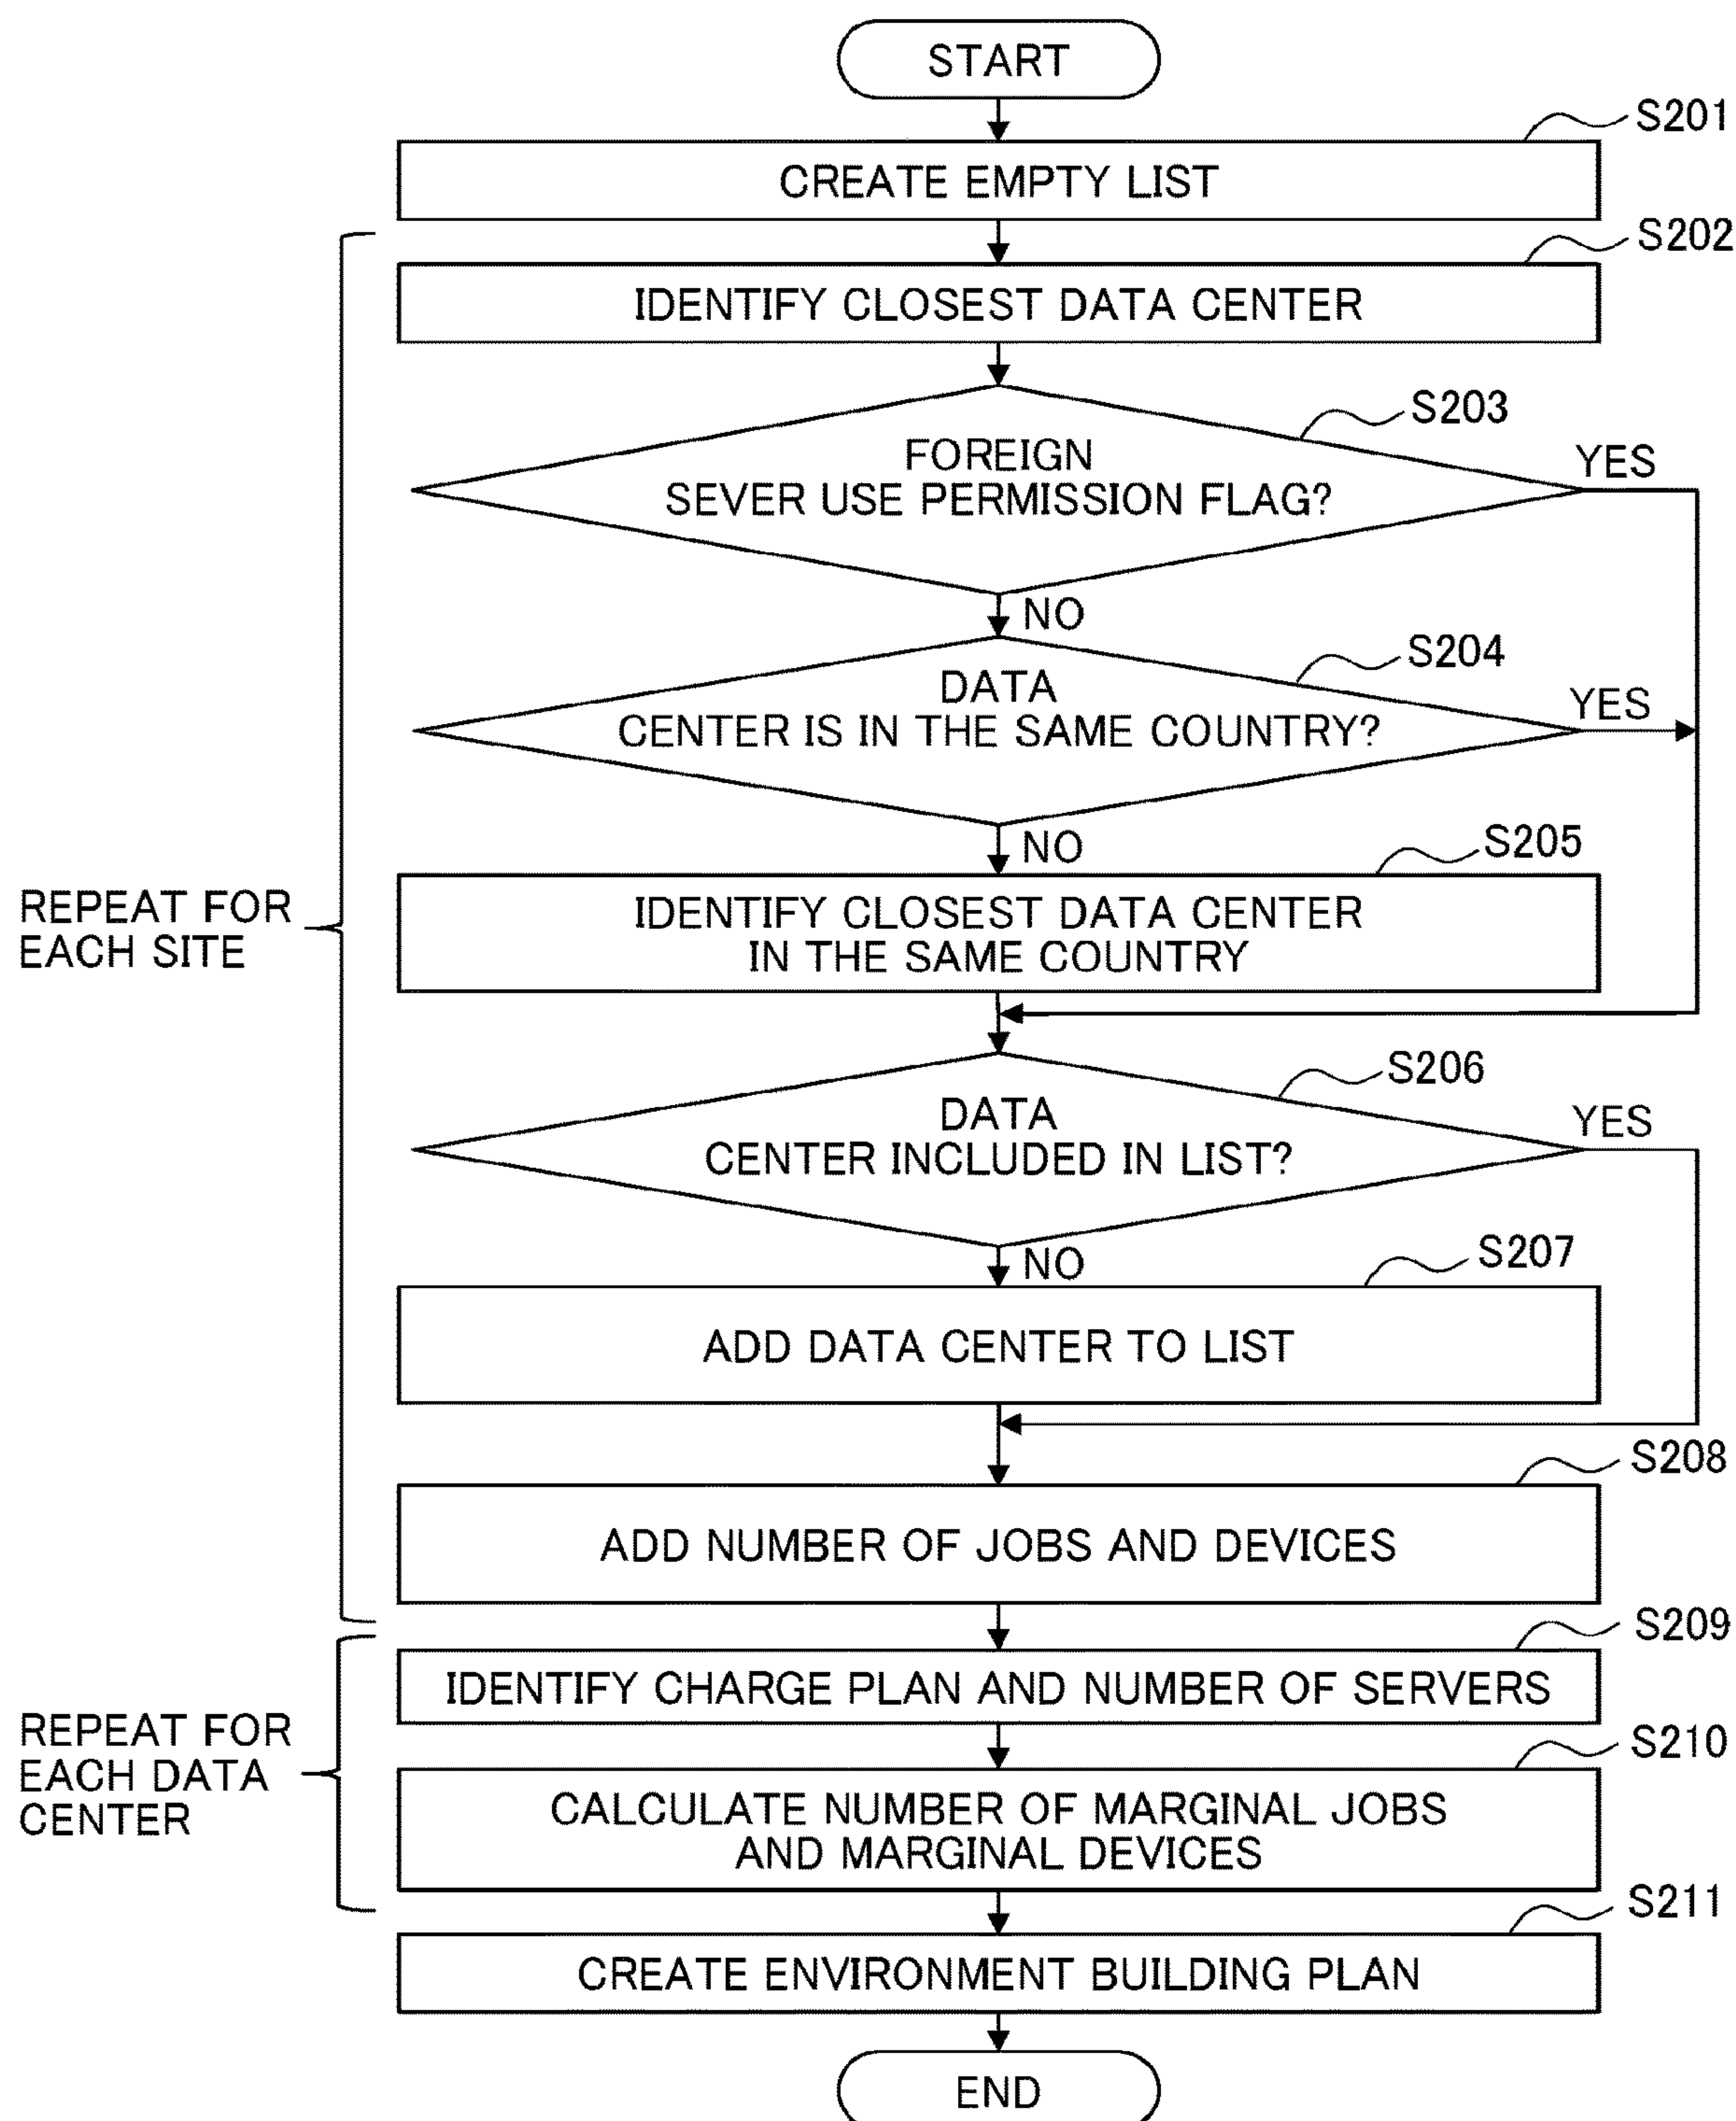 START
S201
CREATE EMPTY LIST
S202
IDENTIFY CLOSEST DATA CENTER
S203
FOREIGN
SEVER USE PERMISSION FLAG?
YES
NO
S204
DATA
CENTER IS IN THE SAME COUNTRY?
YES
NO
S205
IDENTIFY CLOSEST DATA CENTER
IN THE SAME COUNTRY
REPEAT FOR
EACH SITE
S206
DATA
CENTER INCLUDED IN LIST?
YES
NO
S207
ADD DATA CENTER TO LIST
S208
ADD NUMBER OF JOBS AND DEVICES
S209
IDENTIFY CHARGE PLAN AND NUMBER OF SERVERS
REPEAT FOR
EACH DATA
CENTER
S210
CALCULATE NUMBER OF MARGINAL JOBS
AND MARGINAL DEVICES
S211
CREATE ENVIRONMENT BUILDING PLAN
END